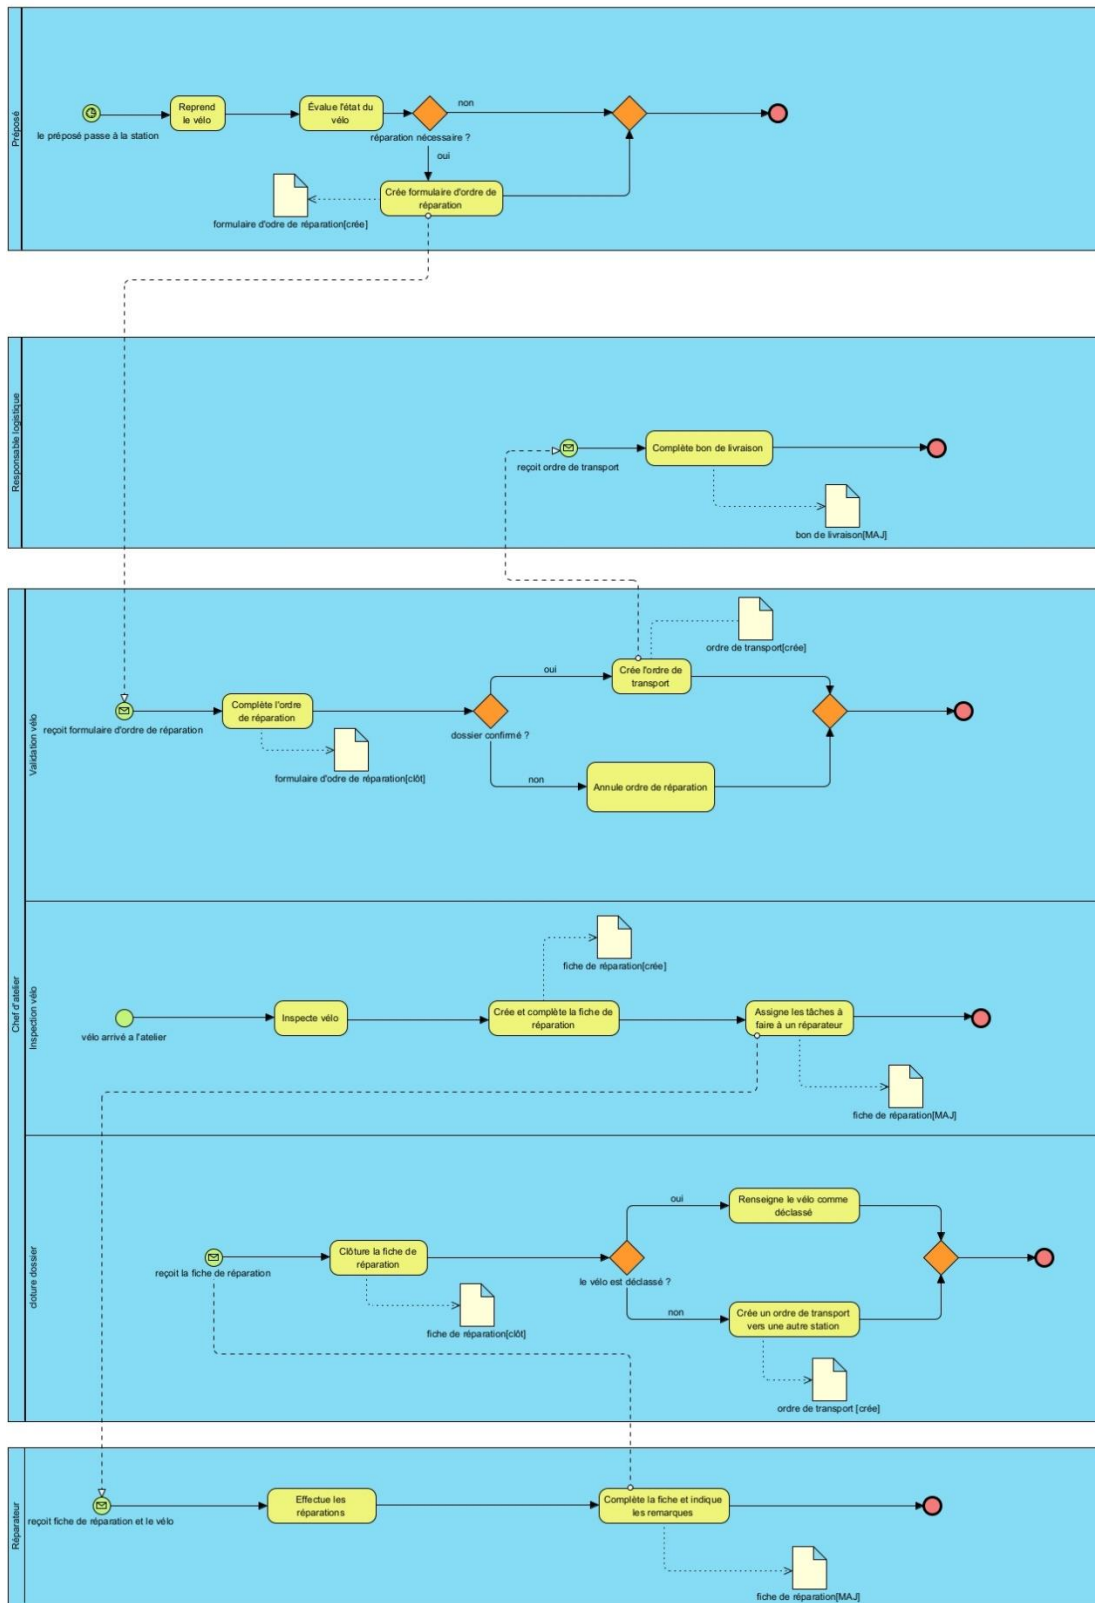 Préposé
le préposé passe à la station
Reprend
le vélo
Évalue l'état du
vélo
réparation nécessaire ?
non
oui
Crée formulaire d'ordre de
réparation
formulaire d'odre de réparation[crée]
Responsable logistique
reçoit ordre de transport
Complète bon de livraison
bon de livraison[MAJ]
Chef d'atelier
Validation vélo
reçoit formulaire d'ordre de réparation
Complète l'ordre
de réparation
formulaire d'odre de réparation[clôt]
dossier confirmé ?
oui
non
Crée l'ordre de
transport
ordre de transport[crée]
Annule ordre de réparation
Inspection vélo
vélo arrivé a l'atelier
Inspecte vélo
Crée et complète la fiche de
réparation
fiche de réparation[crée]
Assigne les tâches à
faire à un réparateur
fiche de réparation[MAJ]
cloture dossier
reçoit la fiche de réparation
Clôture la fiche de
réparation
fiche de réparation[clôt]
le vélo est déclassé ?
oui
non
Renseigne le vélo comme
déclassé
Crée un ordre de transport
vers une autre station
ordre de transport [crée]
Réparateur
reçoit fiche de réparation et le vélo
Effectue les
réparations
Complète la fiche et indique
les remarques
fiche de réparation[MAJ]